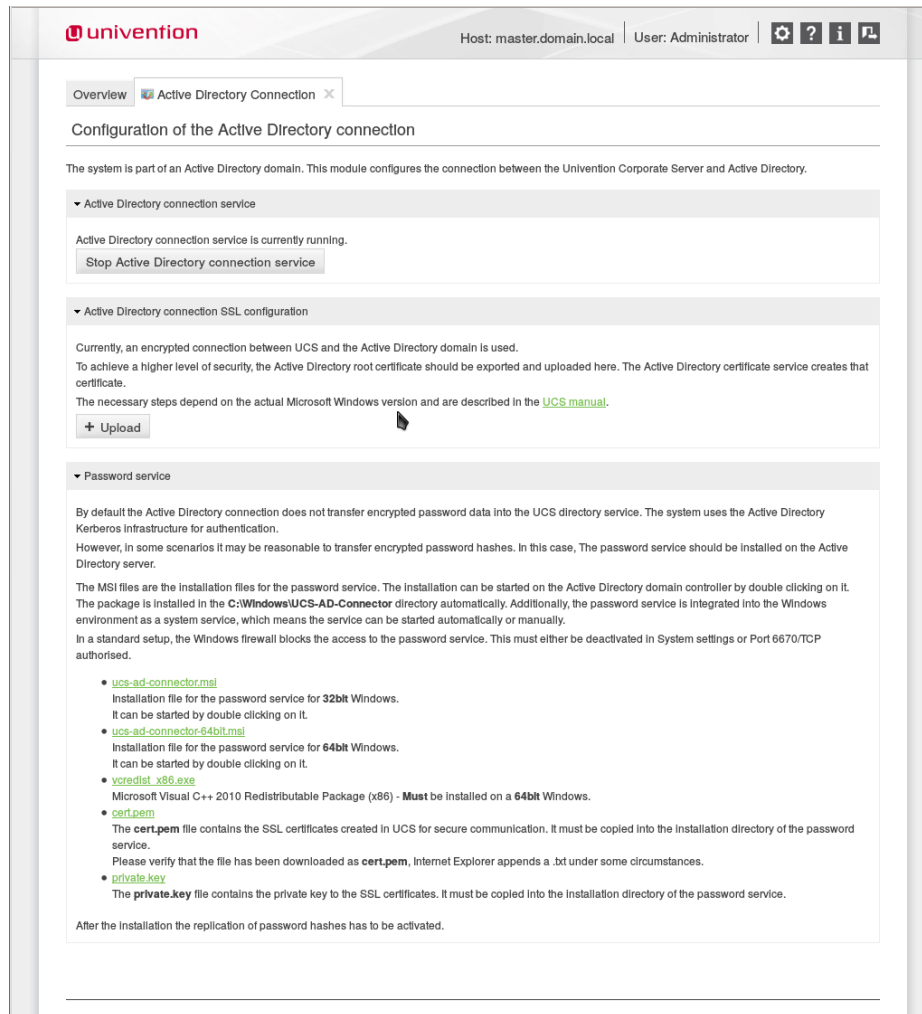 univention
Host: master.domain.local
User: Administrator
Overview
Active Directory Connection
Configuration of the Active Directory connection
The system is part of an Active Directory domain. This module configures the connection between the Univention Corporate Server and Active Directory.
Active Directory connection service
Active Directory connection service is currently running.
Stop Active Directory connection service
Active Directory connection SSL configuration
Currently, an encrypted connection between UCS and the Active Directory domain is used.
To achieve a higher level of security, the Active Directory root certificate should be exported and uploaded here. The Active Directory certificate service creates that
certificate.
The necessary steps depend on the actual Microsoft Windows version and are described in the UCS manual.
+ Upload
Password service
By default the Active Directory connection does not transfer encrypted password data into the UCS directory service. The system uses the Active Directory
Kerberos infrastructure for authentication.
However, in some scenarios it may be reasonable to transfer encrypted password hashes. In this case, The password service should be installed on the Active
Directory server.
The MSI files are the installation files for the password service. The installation can be started on the Active Directory domain controller by double clicking on it.
The package is installed in the C:\Windows\UCS-AD-Connector directory automatically. Additionally, the password service is integrated into the Windows
environment as a system service, which means the service can be started automatically or manually.
In a standard setup, the Windows firewall blocks the access to the password service. This must either be deactivated in System settings or Port 6670/TCP
authorised.
ucs-ad-connector.msi
Installation file for the password service for 32bit Windows.
It can be started by double clicking on it.
ucs-ad-connector-64bit.msi
Installation file for the password service for 64bit Windows.
It can be started by double clicking on it.
vcredist_x86.exe
Microsoft Visual C++ 2010 Redistributable Package (x86) - Must be installed on a 64bit Windows.
cert.pem
The cert.pem file contains the SSL certificates created in UCS for secure communication. It must be copied into the installation directory of the password
service.
Please verify that the file has been downloaded as cert.pem, Internet Explorer appends a .txt under some circumstances.
private.key
The private.key file contains the private key to the SSL certificates. It must be copied into the installation directory of the password service.
After the installation the replication of password hashes has to be activated.